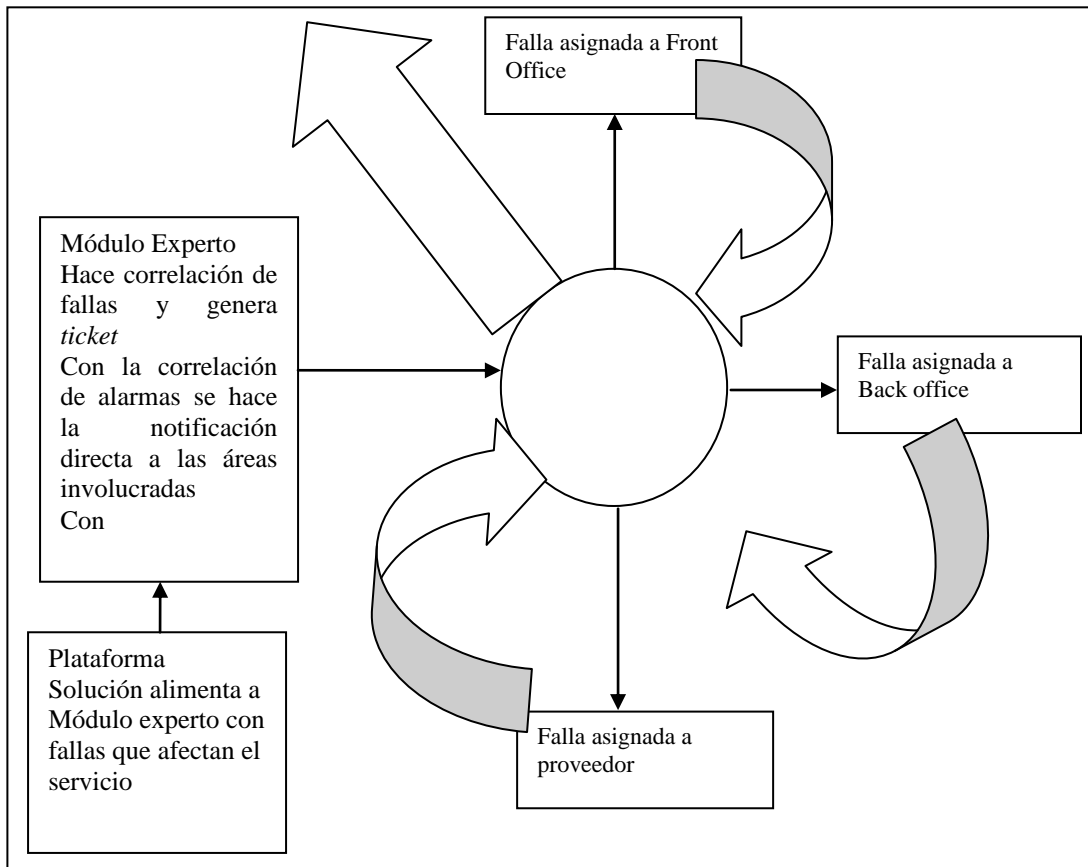 Falla asignada a Front
Office
Módulo Experto
Hace correlación de
fallas y genera
ticket
Con la correlación
de alarmas se hace
la notificación
directa a las áreas
involucradas
Con
Falla asignada a
Back office
Plataforma
Solución alimenta a
Módulo experto con
fallas que afectan el
servicio
Falla asignada a
proveedor